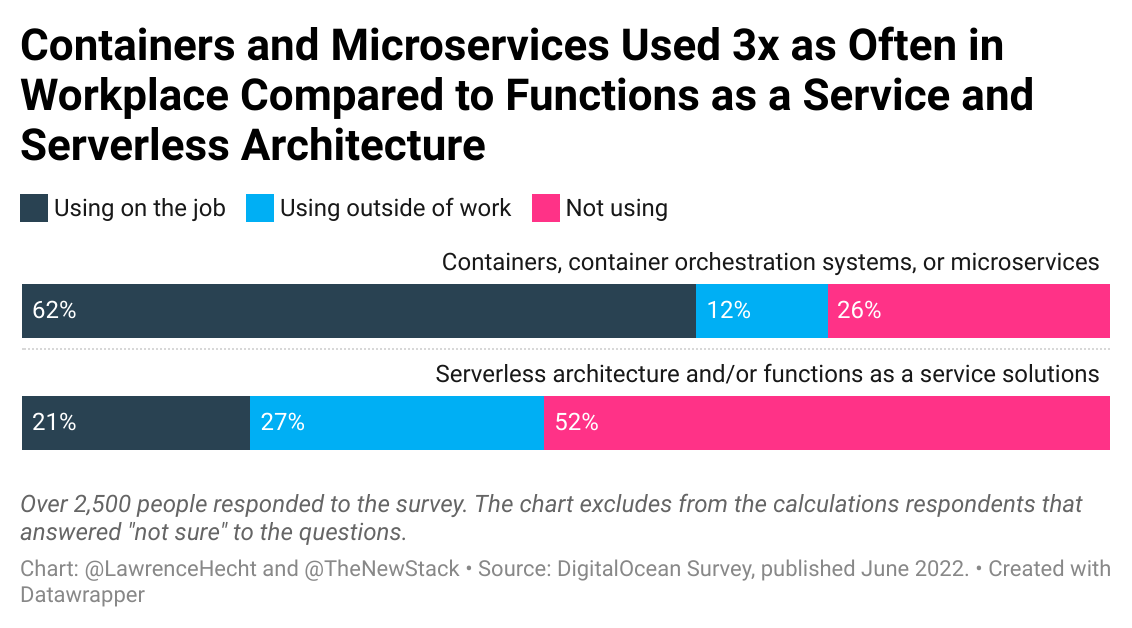 Containers and Microservices Used 3x as Often in
Workplace Compared to Functions as a Service and
Serverless Architecture
Using on the job Using outside of work Not using
Containers, container orchestration systems, or microservices
62% 12% 26%
Serverless architecture and/or functions as a service solutions
21% 27% 52%
Over 2,500 people responded to the survey. The chart excludes from the calculations respondents that
answered "not sure" to the questions.
Chart: @LawrenceHecht and @TheNewStack • Source: DigitalOcean Survey, published June 2022. • Created with
Datawrapper